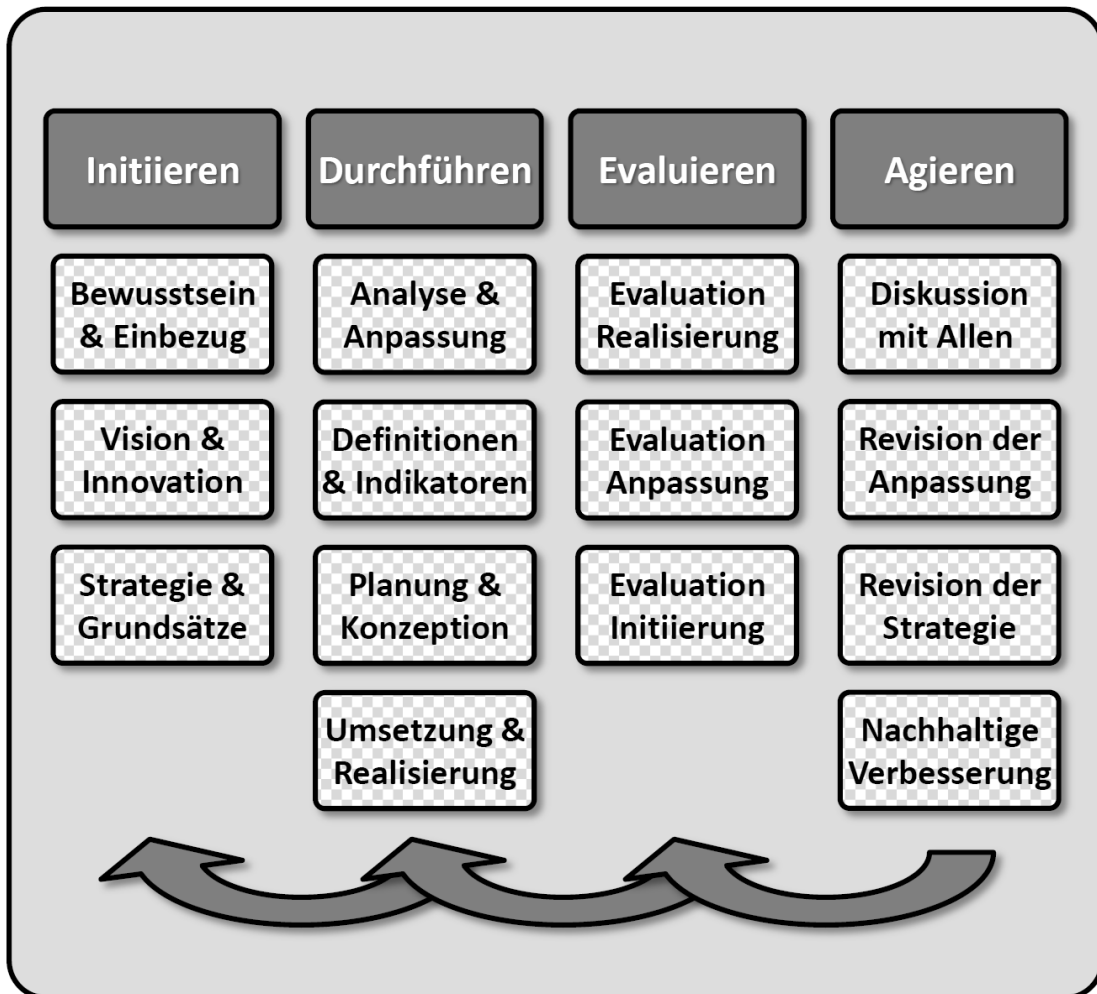 Initiieren
Durchführen
Evaluieren
Agieren
Bewusstsein
& Einbezug
Analyse &
Anpassung
Evaluation
Realisierung
Diskussion
mit Allen
Vision &
Innovation
Definitionen
& Indikatoren
Evaluation
Anpassung
Revision der
Anpassung
Strategie &
Grundsätze
Planung &
Konzeption
Evaluation
Initiierung
Revision der
Strategie
Umsetzung &
Realisierung
Nachhaltige
Verbesserung